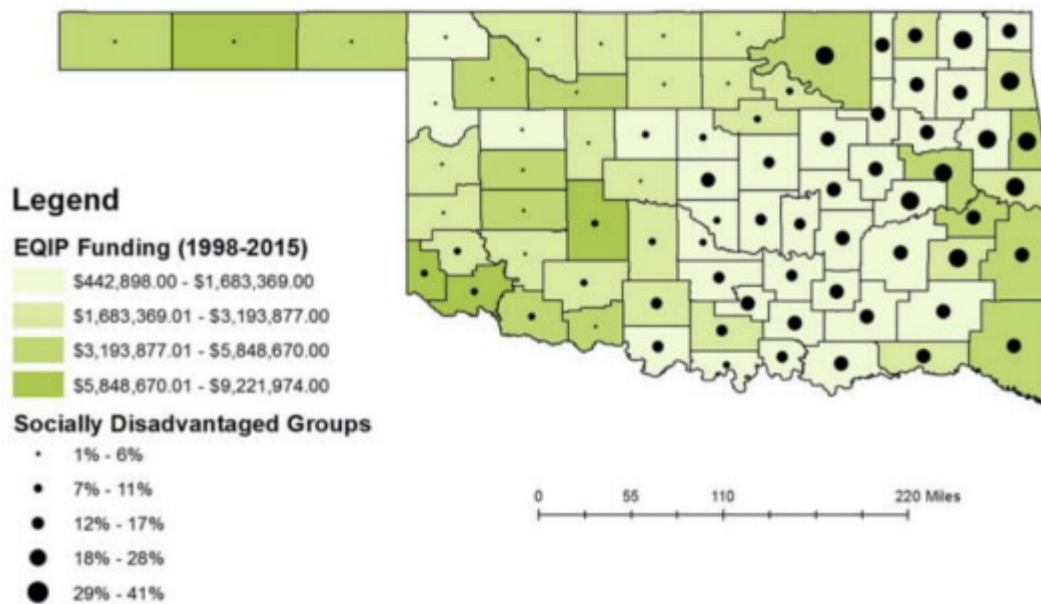 Legend
EQIP Funding (1998-2015)
$442,898.00 - $1,683,369.00
$1,683,369.01 - $3,193,877.00
$3,193,877.01 - $5,848,670.00
$5,848,670.01 - $9,221,974.00
Socially Disadvantaged Groups
1% - 6%
7% - 11%
12% - 17%
18% - 28%
29% - 41%
0 55 110 220 Miles